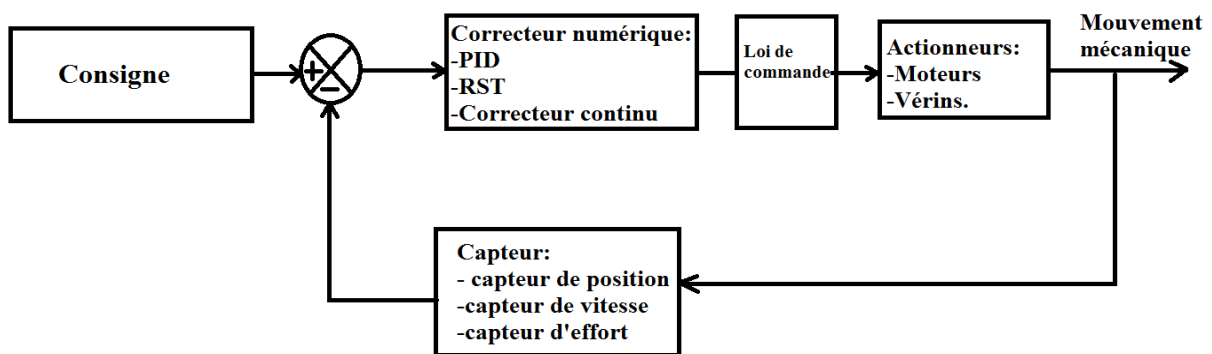 Consigne
+
−
Correcteur numérique:
-PID
-RST
-Correcteur continu
Loi de
commande
Actionneurs:
-Moteurs
-Vérins.
Mouvement
mécanique
Capteur:
- capteur de position
-capteur de vitesse
-capteur d'effort